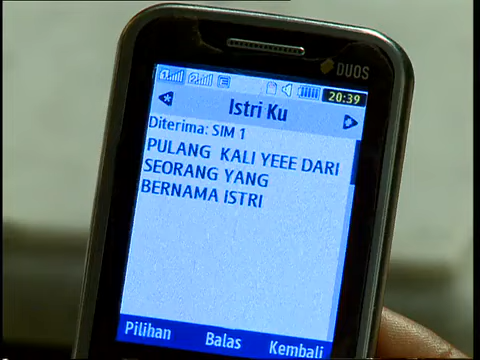 DUOS
20:39
Istri Ku
Diterima: SIM 1
PULANG KALI YEEE DARI
SEORANG YANG
BERNAMA ISTRI
Pilihan Balas Kembali